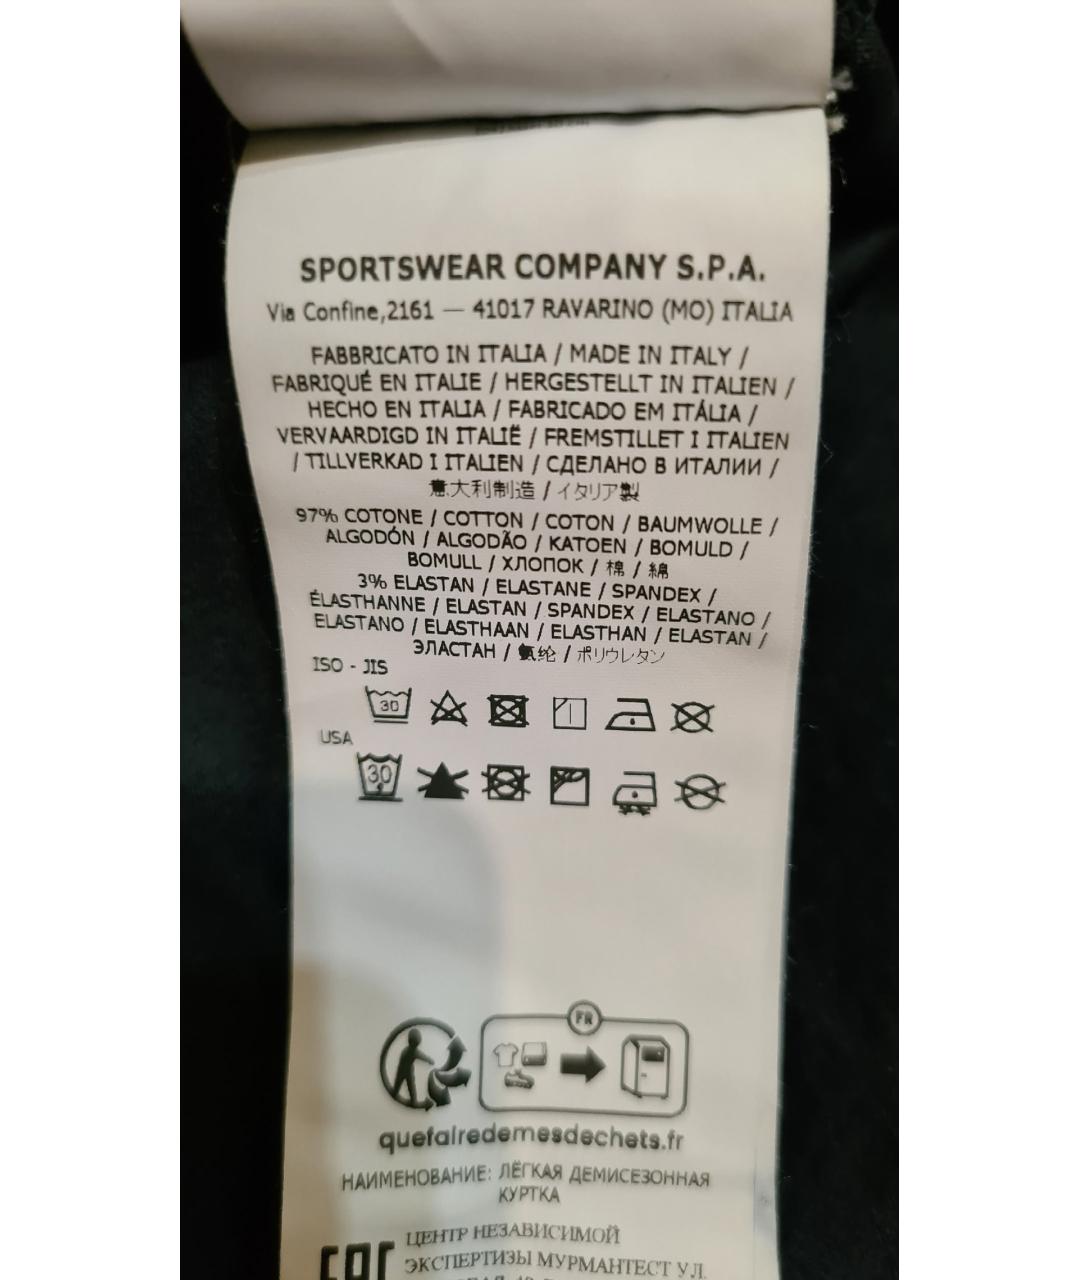 SPORTSWEAR COMPANY S.P.A.
Via Confine,2161 — 41017 RAVARINO (MO) ITALIA
FABBRICATO IN ITALIA / MADE IN ITALY /
FABRIQUÉ EN ITALIE / HERGESTELLT IN ITALIEN /
HECHO EN ITALIA / FABRICADO EM ITÁLIA /
VERVAARDIGD IN ITALIË / FREMSTILLET I ITALIEN
/ TILLVERKAD I ITALIEN / СДЕЛАНО В ИТАЛИИ /
意大利制造 / イタリア製
97% COTONE / COTTON / COTON / BAUMWOLLE /
ALGODÓN / ALGODÃO / KATOEN / BOMULD /
BOMULL / ХЛОПОК / 棉 / 綿
3% ELASTAN / ELASTANE / SPANDEX /
ÉLASTHANNE / ELASTAN / SPANDEX / ELASTANO /
ELASTANO / ELASTHAAN / ELASTHAN / ELASTAN /
ЭЛАСТАН / 氨纶 / ポリウレタン
ISO - JIS
30
USA
30
FR
quefairedemesdechets.fr
НАИМЕНОВАНИЕ: ЛЁГКАЯ ДЕМИСЕЗОННАЯ
КУРТКА
ЦЕНТР НЕЗАВИСИМОЙ
ЭКСПЕРТИЗЫ МУРМАНТЕСТ УЛ.